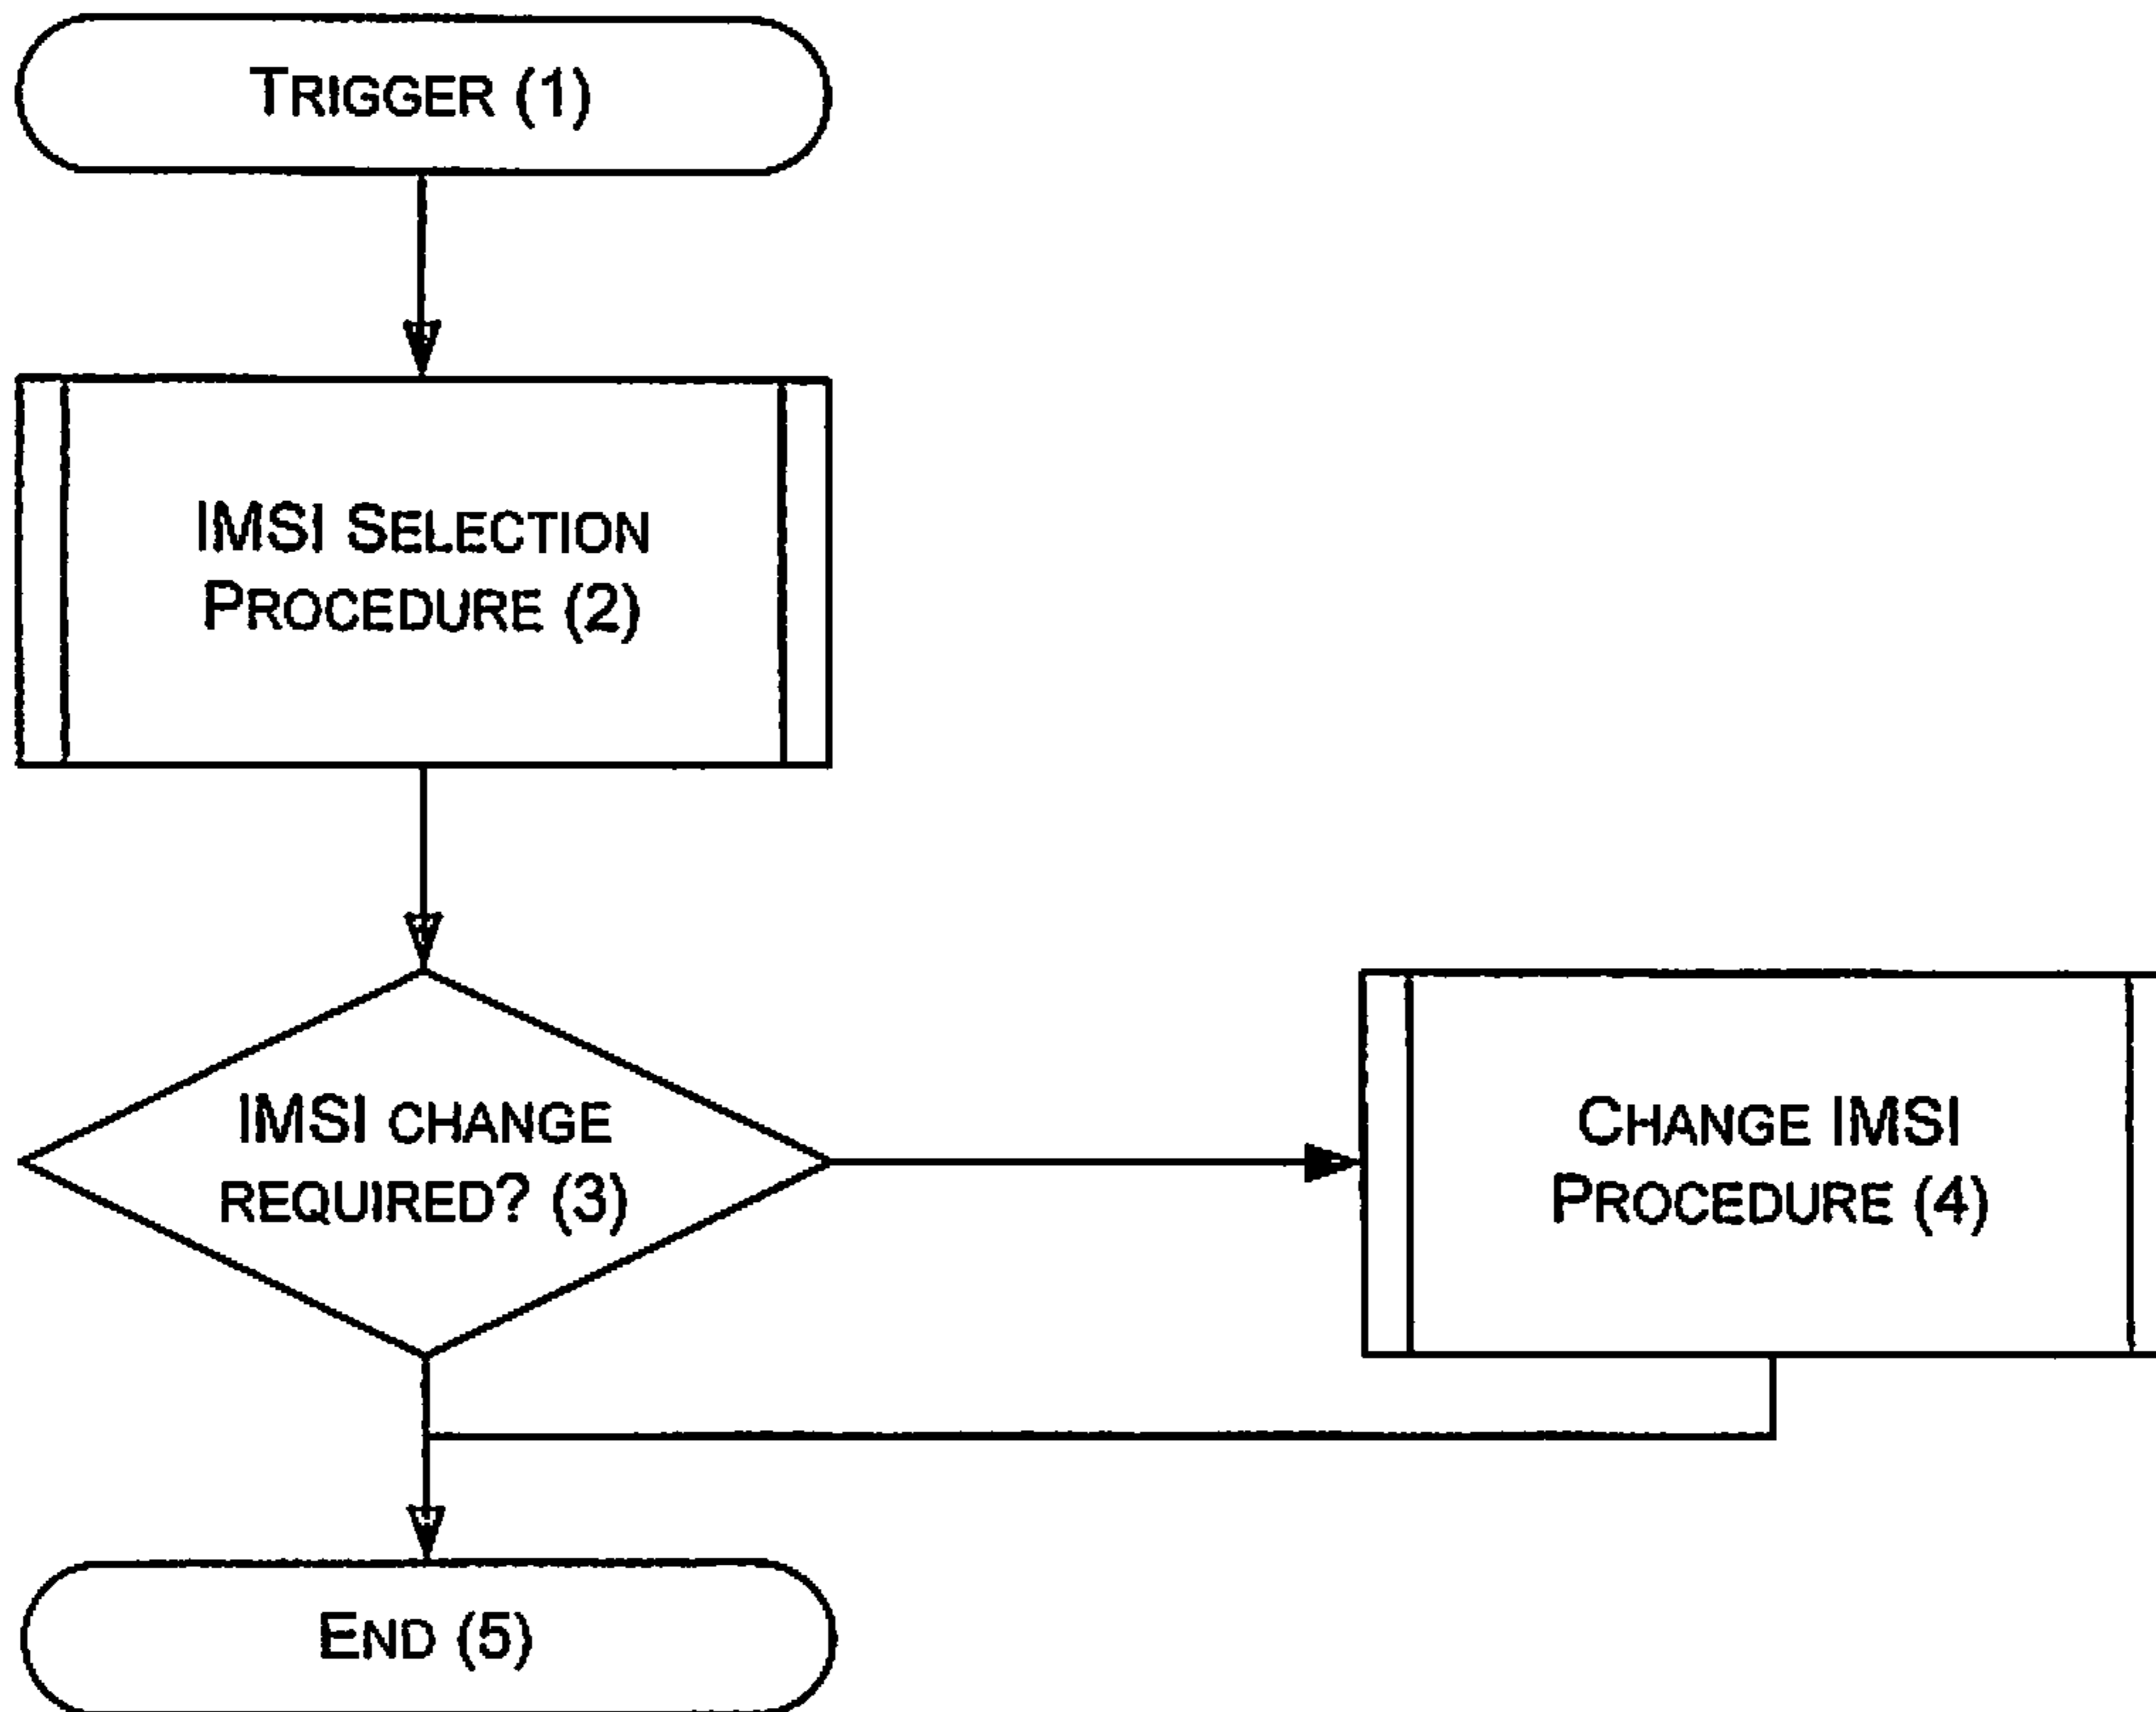 TRIGGER (1)
IMSI SELECTION
PROCEDURE (2)
IMSI CHANGE
REQUIRED? (3)
CHANGE IMSI
PROCEDURE (4)
END (5)